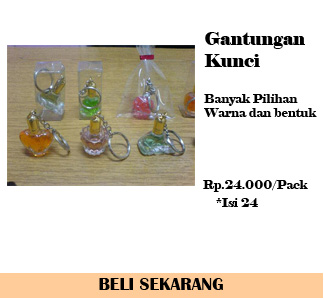 Gantungan
Kunci
Banyak Pilihan
Warna dan bentuk
Rp.24.000/Pack
*Isi 24
BELI SEKARANG